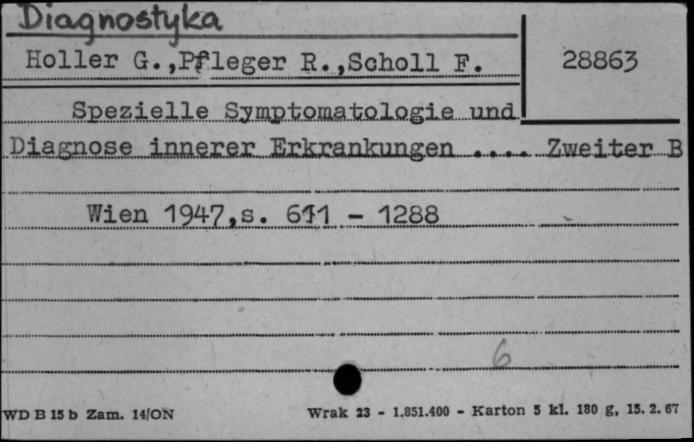 Diagnostyka
Holler G.,Pfleger R.,Scholl F.
28863
Spezielle Symptomatologie und
Diagnose innerer Erkrankungen .... Zweiter B
Wien 1947,s. 611 - 1288
6
WD B 15 b Zam. 14/ON
Wrak 23 - 1.851.400 - Karton 5 kl. 180 g, 15. 2. 67